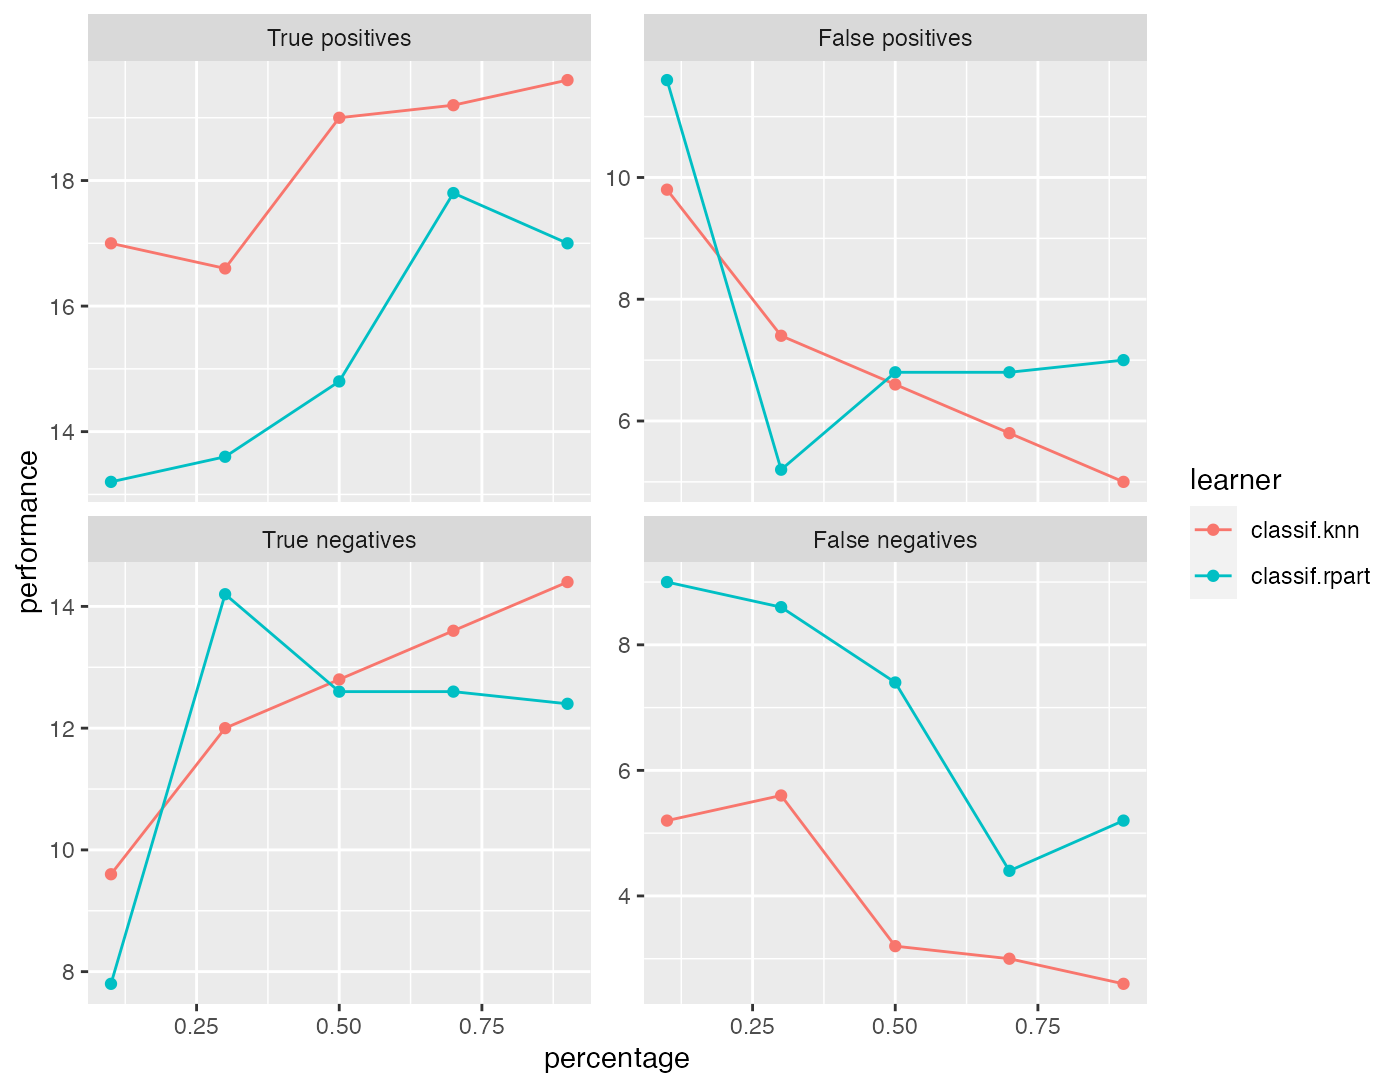 True positives
False positives
18
16
14
10
8
6
True negatives
False negatives
14
12
10
8
8
6
4
0.25 0.50 0.75
0.25 0.50 0.75
percentage
performance
learner
classif.knn
classif.rpart